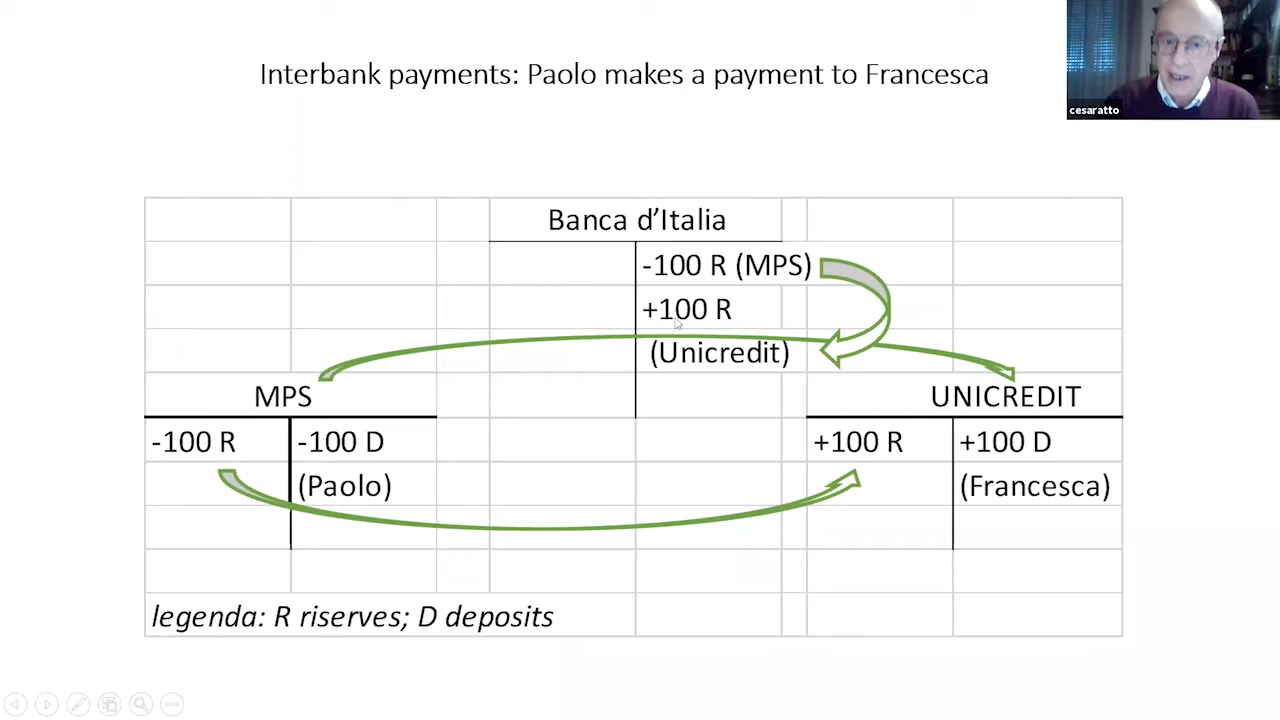 Interbank payments: Paolo makes a payment to Francesca
cesaratto
Banca d'Italia
-100 R (MPS)
+100 R
(Unicredit)
MPS
UNICREDIT
-100 R
-100 D
+100 R
+100 D
(Paolo)
(Francesca)
legenda: R riserves; D deposits